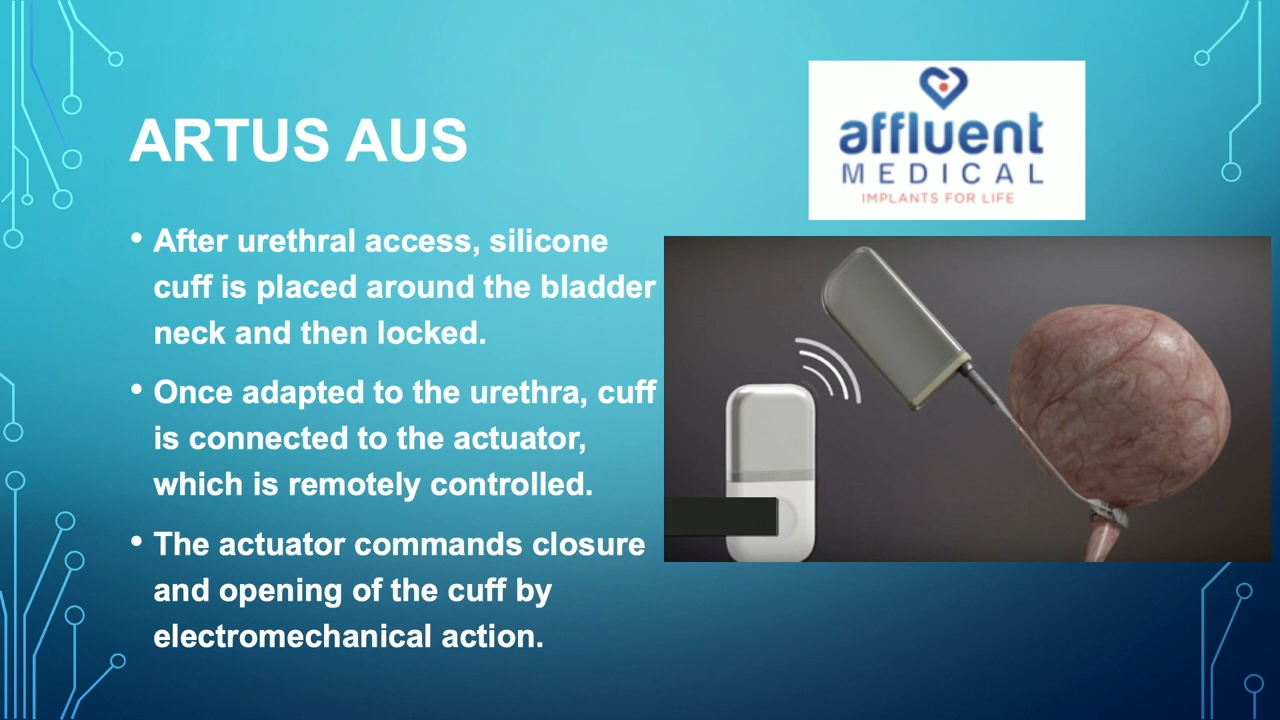 ARTUS AUS
• After urethral access, silicone
cuff is placed around the bladder
neck and then locked.
• Once adapted to the urethra, cuff
is connected to the actuator,
which is remotely controlled.
• The actuator commands closure
and opening of the cuff by
electromechanical action.
affluent
MEDICAL
IMPLANTS FOR LIFE